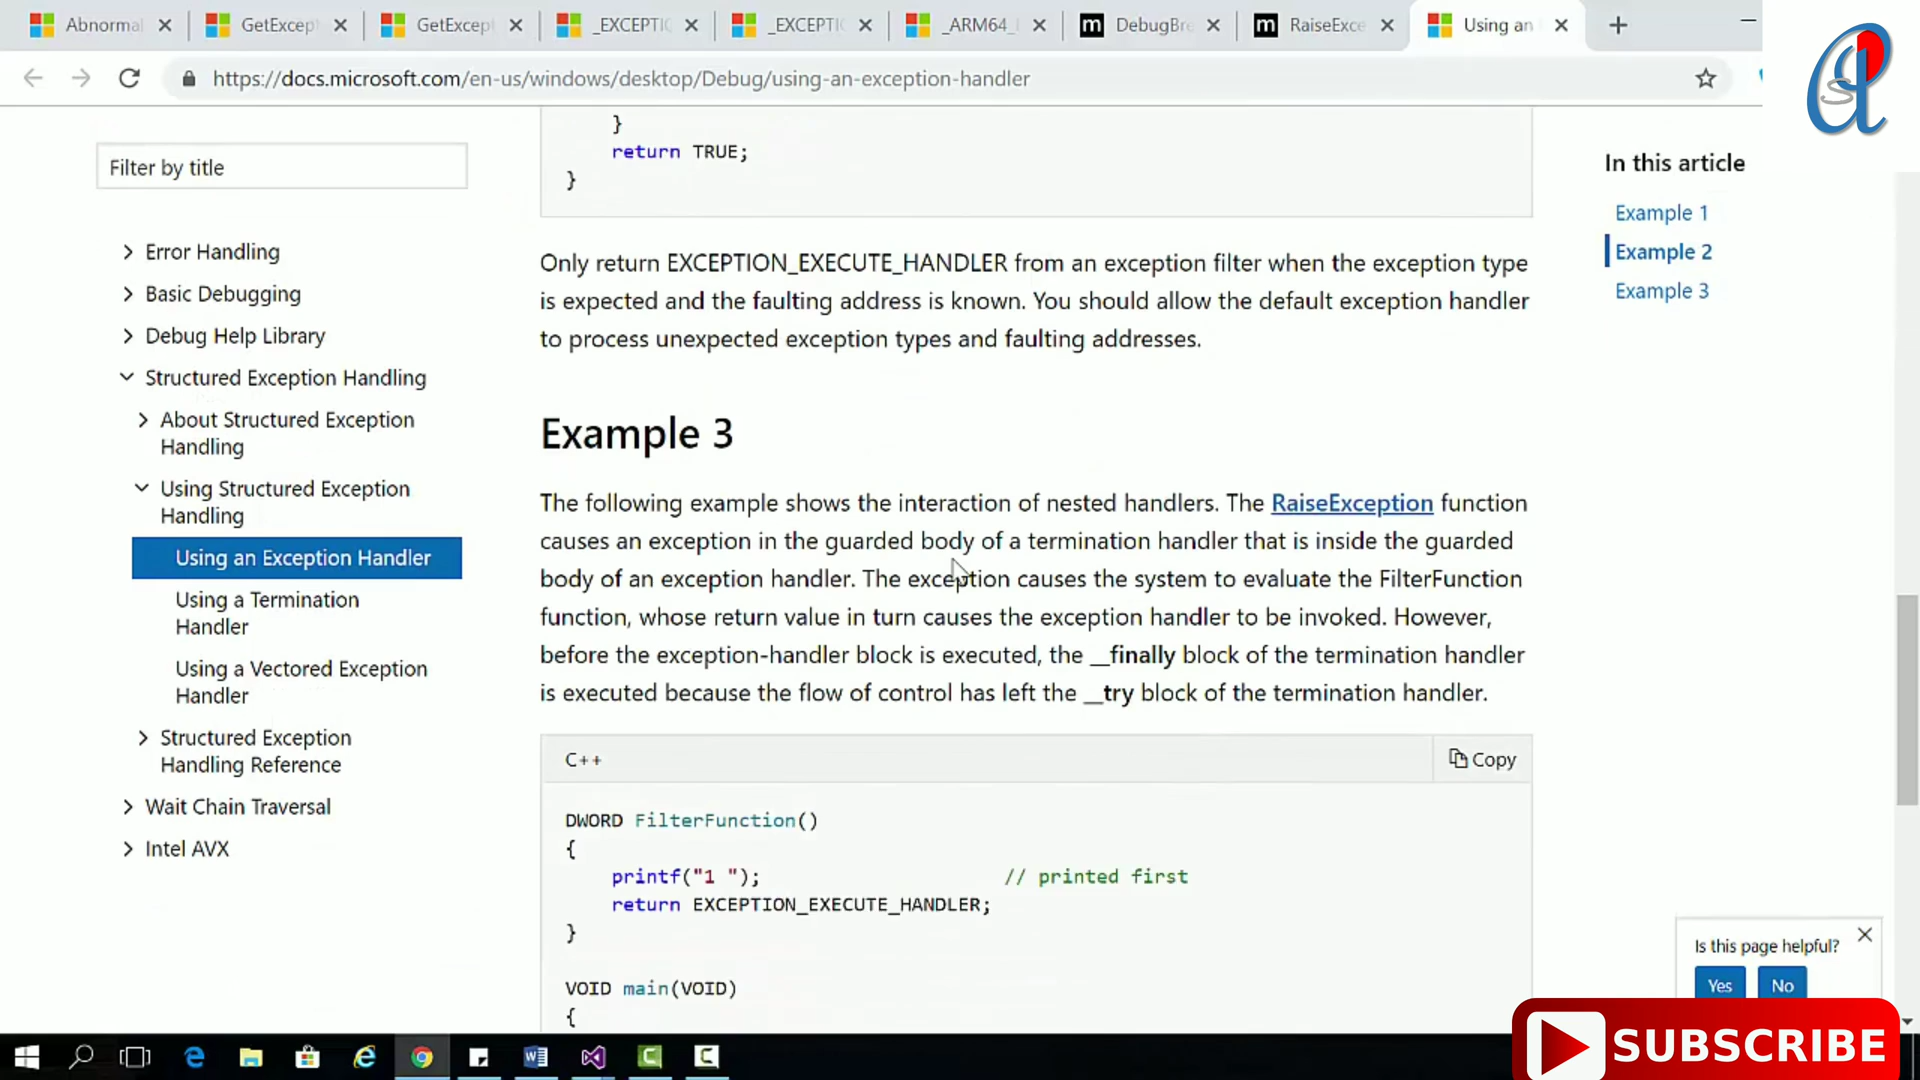 Abnormal
GetExcept
GetExcept
_EXCEPTIO
_EXCEPTIO
_ARM64_
DebugBre
RaiseExce
Using an
https://docs.microsoft.com/en-us/windows/desktop/Debug/using-an-exception-handler
Filter by title
Error Handling
Basic Debugging
Debug Help Library
Structured Exception Handling
About Structured Exception
Handling
Using Structured Exception
Handling
Using an Exception Handler
Using a Termination
Handler
Using a Vectored Exception
Handler
Structured Exception
Handling Reference
Wait Chain Traversal
Intel AVX
}
return TRUE;
}
Only return EXCEPTION_EXECUTE_HANDLER from an exception filter when the exception type
is expected and the faulting address is known. You should allow the default exception handler
to process unexpected exception types and faulting addresses.
Example 3
The following example shows the interaction of nested handlers. The RaiseException function
causes an exception in the guarded body of a termination handler that is inside the guarded
body of an exception handler. The exception causes the system to evaluate the FilterFunction
function, whose return value in turn causes the exception handler to be invoked. However,
before the exception-handler block is executed, the __finally block of the termination handler
is executed because the flow of control has left the __try block of the termination handler.
C++
Copy
DWORD FilterFunction()
{
printf("1 "); // printed first
return EXCEPTION_EXECUTE_HANDLER;
}
VOID main(VOID)
{
In this article
Example 1
Example 2
Example 3
Is this page helpful?
Yes
No
SUBSCRIBE